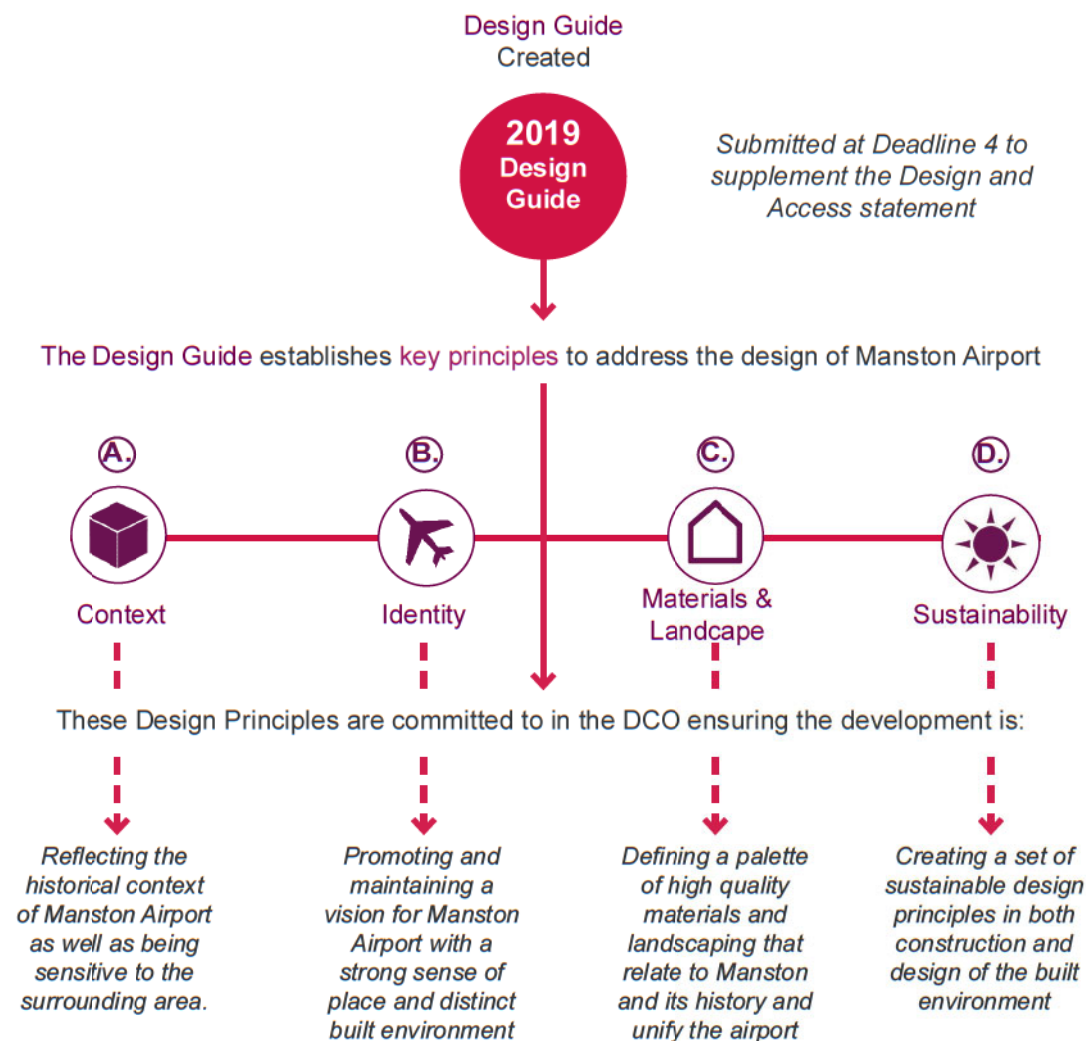 Design Guide
Created
2019
Design
Guide
Submitted at Deadline 4 to
supplement the Design and
Access statement
The Design Guide establishes key principles to address the design of Manston Airport
A.
B.
C.
D.
Context
Identity
Materials &
Landcape
Sustainability
These Design Principles are committed to in the DCO ensuring the development is:
Reflecting the
historical context
of Manston Airport
as well as being
sensitive to the
surrounding area.
Promoting and
maintaining a
vision for Manston
Airport with a
strong sense of
place and distinct
built environment
Defining a palette
of high quality
materials and
landscaping that
relate to Manston
and its history and
unify the airport
Creating a set of
sustainable design
principles in both
construction and
design of the built
environment